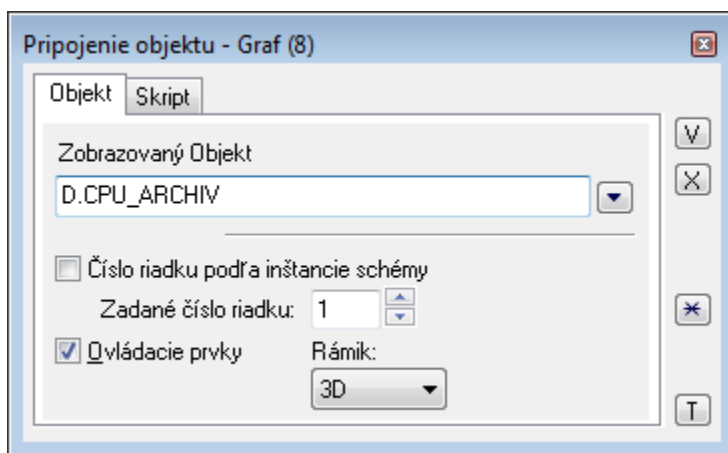 Pripojenie objektu - Graf (8)
Objekt Skript
Zobrazovaný Objekt
D.CPU_ARCHIV
Číslo riadku podľa inštancie schémy
Zadané číslo riadku: 1
Ovládacie prvky Rámik:
3D
V
X
T